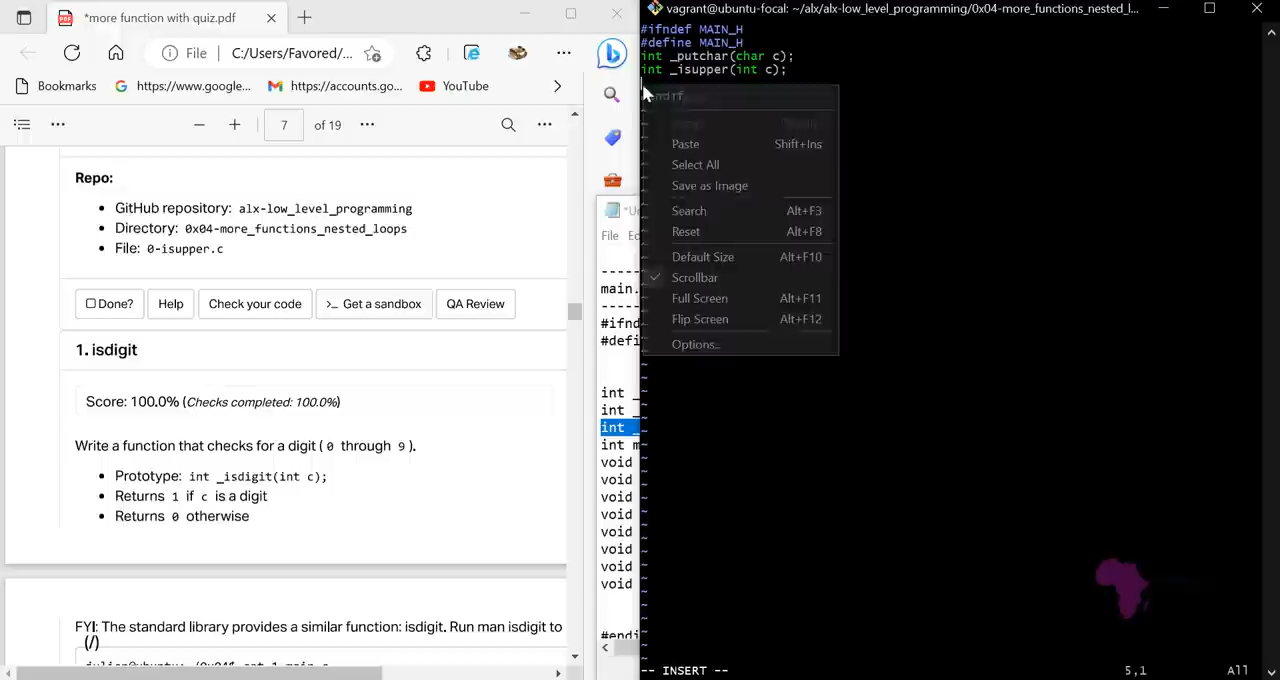 *more function with quiz.pdf
File
C:/Users/Favored/...
Bookmarks
https://www.google...
https://accounts.go...
YouTube
7
of 19
Repo:
• GitHub repository: alx-low_level_programming
• Directory: 0x04-more_functions_nested_loops
• File: 0-isupper.c
Done?
Help
Check your code
>_ Get a sandbox
QA Review
1. isdigit
Score: 100.0% (Checks completed: 100.0%)
Write a function that checks for a digit ( 0 through 9 ).
• Prototype: int _isdigit(int c);
• Returns 1 if c is a digit
• Returns 0 otherwise
FYI: The standard library provides a similar function: isdigit. Run man isdigit to
(/)
File
main.
#ifnd
#defi
int _
int _
int _
int m
void
void
void
void
void
void
void
void
#endi
vagrant@ubuntu-focal: ~/alx/alx-low_level_programming/0x04-more_functions_nested_l...
#ifndef MAIN_H
#define MAIN_H
int _putchar(char c);
int _isupper(int c);
Paste Shift+Ins
Select All
Save as Image
Search Alt+F3
Reset Alt+F8
Default Size Alt+F10
Scrollbar
Full Screen Alt+F11
Flip Screen Alt+F12
Options...
-- INSERT --
5,1
All